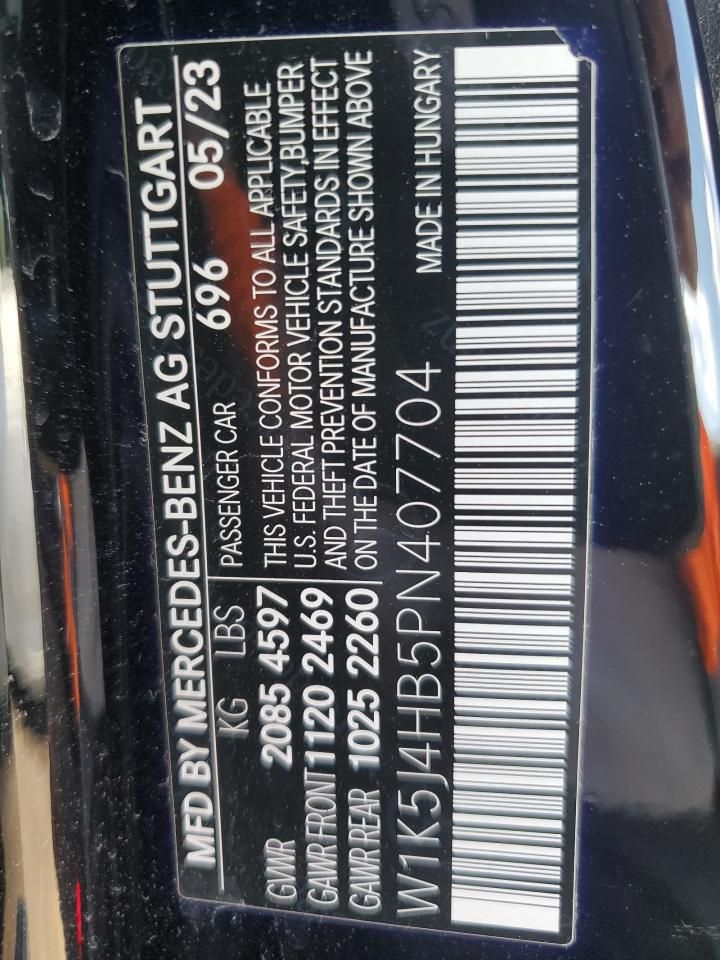 MFD BY MERCEDES-BENZ AG STUTTGART
KG LBS PASSENGER CAR 696 05/23
GVWR 2085 4597 THIS VEHICLE CONFORMS TO ALL APPLICABLE
GAWR FRONT 1120 2469 U.S. FEDERAL MOTOR VEHICLE SAFETY,BUMPER
GAWR REAR 1025 2260 AND THEFT PREVENTION STANDARDS IN EFFECT
ON THE DATE OF MANUFACTURE SHOWN ABOVE
W1K5J4HB5PN407704 MADE IN HUNGARY